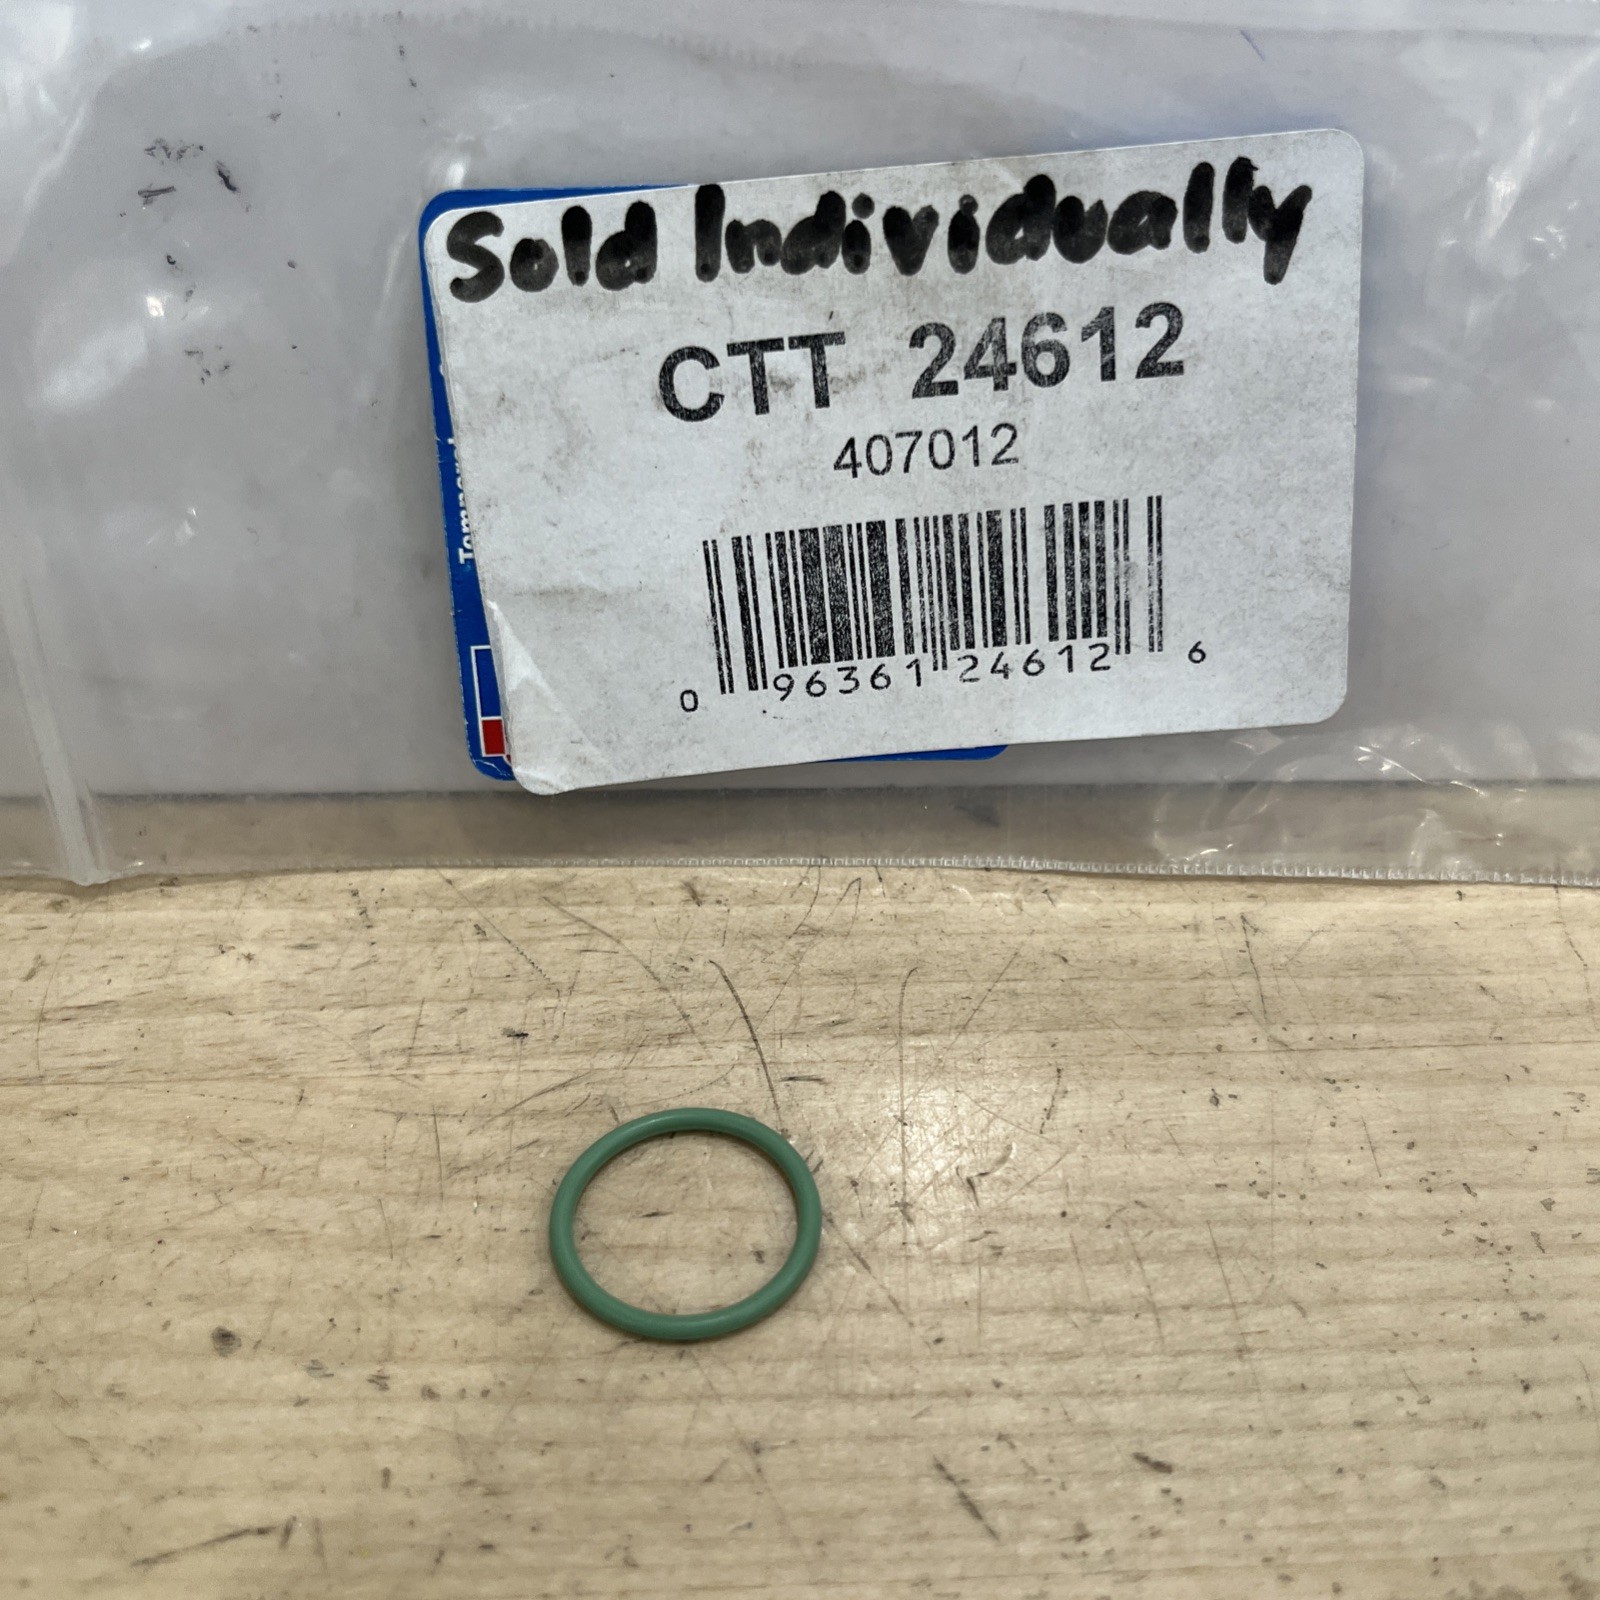 Sold Individually
CTT 24612
407012
0 96361 24612 6